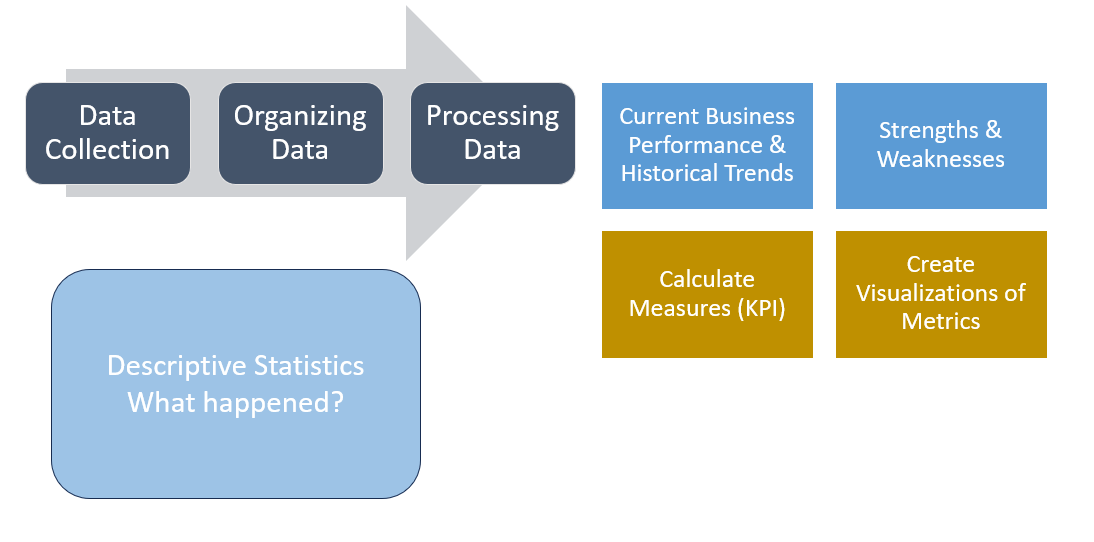 Data
Collection
Organizing
Data
Processing
Data
Current Business
Performance &
Historical Trends
Strengths &
Weaknesses
Calculate
Measures (KPI)
Create
Visualizations of
Metrics
Descriptive Statistics
What happened?